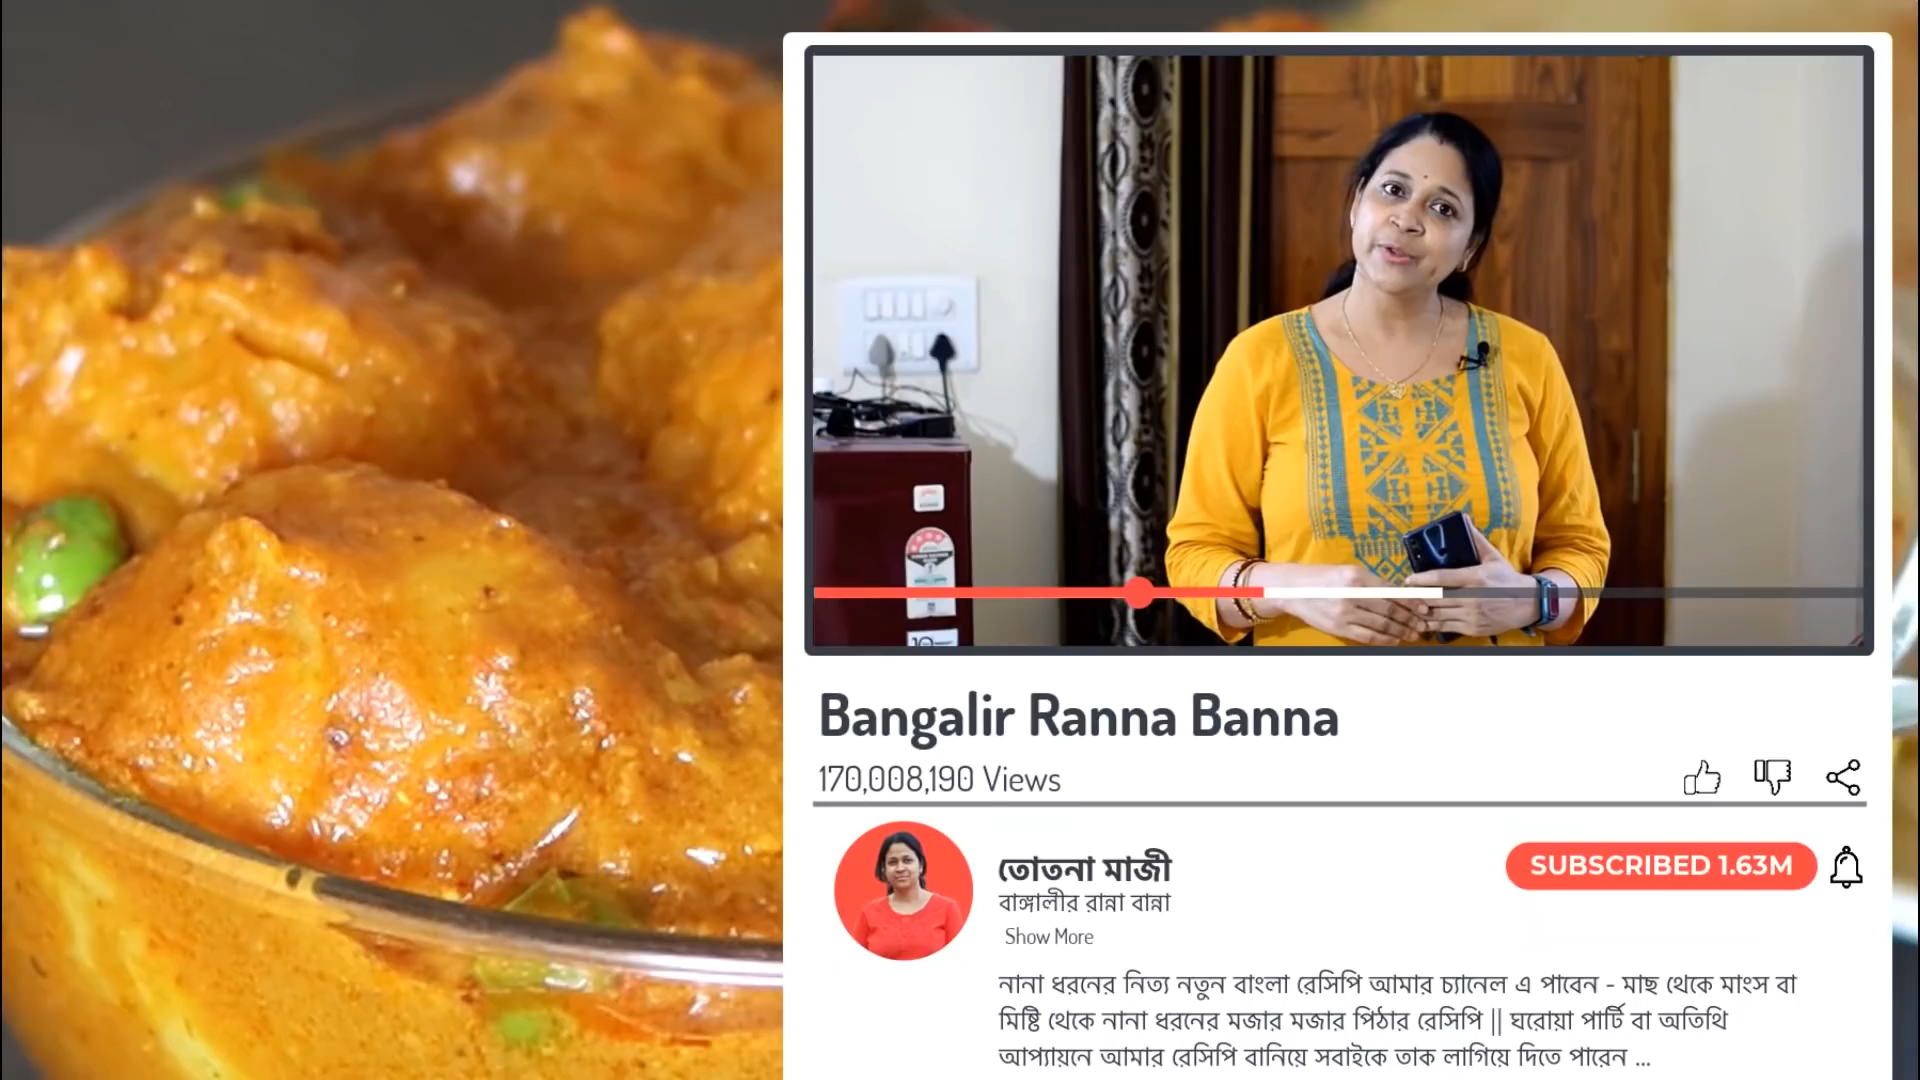 Bangalir Ranna Banna
170,008,190 Views
তোতনা মাজী
SUBSCRIBED 1.63M
বাঙ্গালীর রান্না বান্না
Show More
নানা ধরনের নিত্য নতুন বাংলা রেসিপি আমার চ্যানেল এ পাবেন - মাছ থেকে মাংস বা
মিষ্টি থেকে নানা ধরনের মজার মজার পিঠার রেসিপি || ঘরোয়া পার্টি বা অতিথি
আপ্যায়নে আমার রেসিপি বানিয়ে সবাইকে তাক লাগিয়ে দিতে পারেন ...